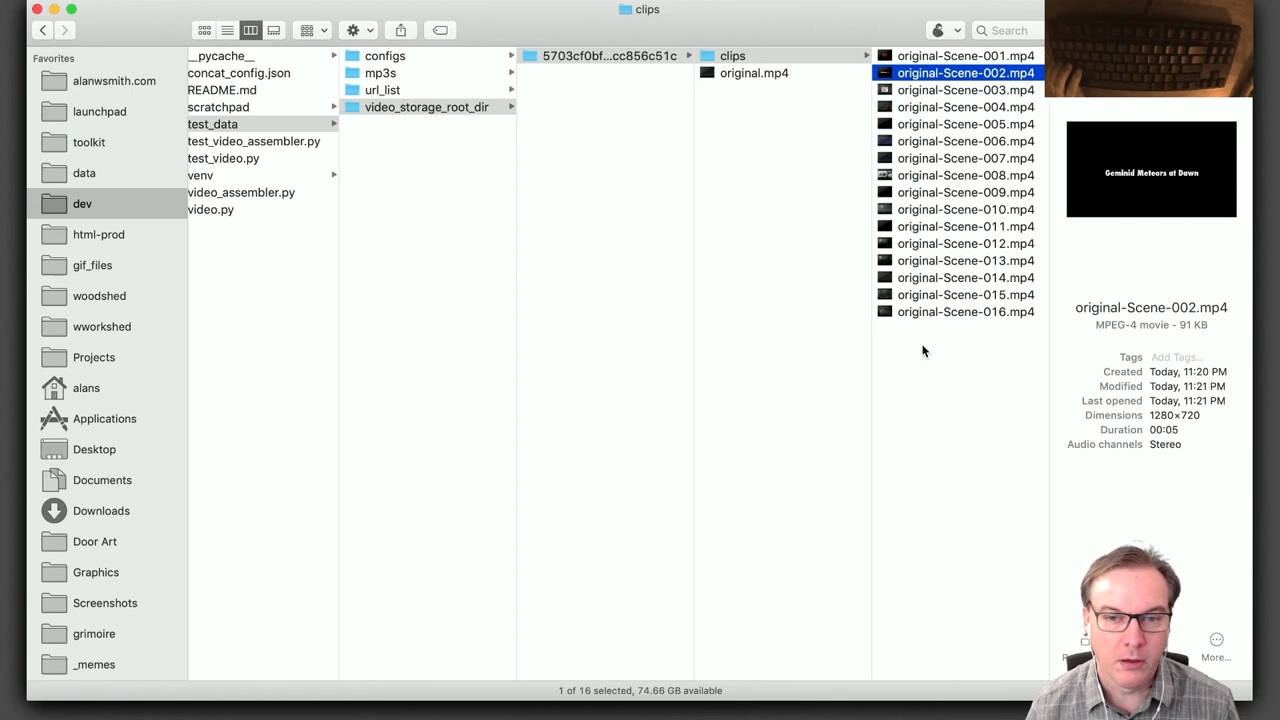 clips
Search
Favorites
alanwsmith.com
launchpad
toolkit
data
dev
html-prod
gif_files
woodshed
wworkshed
Projects
alans
Applications
Desktop
Documents
Downloads
Door Art
Graphics
Screenshots
grimoire
_memes
__pycache__
concat_config.json
README.md
scratchpad
test_data
test_video_assembler.py
test_video.py
venv
video_assembler.py
video.py
configs
mp3s
url_list
video_storage_root_dir
5703cf0bf...cc856c51c
clips
original.mp4
original-Scene-001.mp4
original-Scene-002.mp4
original-Scene-003.mp4
original-Scene-004.mp4
original-Scene-005.mp4
original-Scene-006.mp4
original-Scene-007.mp4
original-Scene-008.mp4
original-Scene-009.mp4
original-Scene-010.mp4
original-Scene-011.mp4
original-Scene-012.mp4
original-Scene-013.mp4
original-Scene-014.mp4
original-Scene-015.mp4
original-Scene-016.mp4
Geminid Meteors at Dawn
original-Scene-002.mp4
MPEG-4 movie - 91 KB
Tags Add Tags...
Created Today, 11:20 PM
Modified Today, 11:21 PM
Last opened Today, 11:21 PM
Dimensions 1280×720
Duration 00:05
Audio channels Stereo
More...
1 of 16 selected, 74.66 GB available